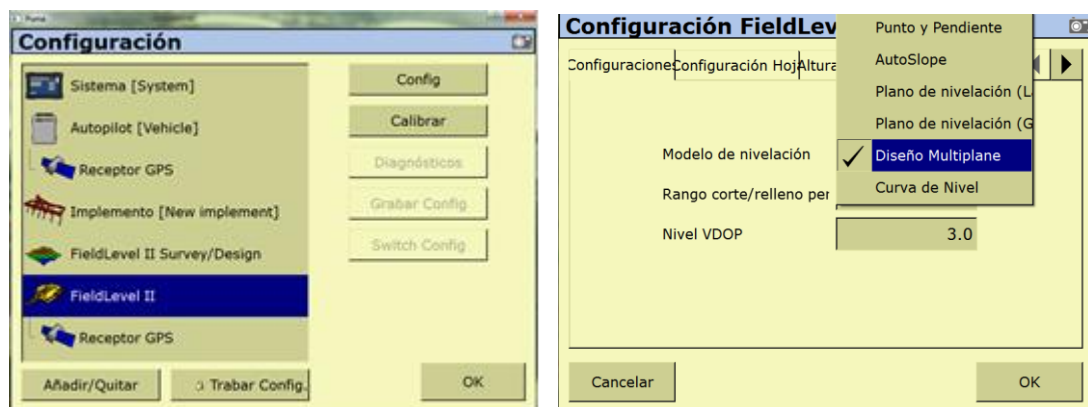 Configuración
Sistema [System]
Autopilot [Vehicle]
Receptor GPS
Implemento [New implement]
FieldLevel II Survey/Design
FieldLevel II
Receptor GPS
Config
Calibrar
Diagnósticos
Grabar Config
Switch Config
Añadir/Quitar
Trabar Config.
OK
Configuración FieldLev
Configuraciones
Configuración Hoj
Altura
Punto y Pendiente
AutoSlope
Plano de nivelación (L
Plano de nivelación (G
Modelo de nivelación
Diseño Multiplane
Rango corte/relleno per
Curva de Nivel
Nivel VDOP
3.0
Cancelar
OK